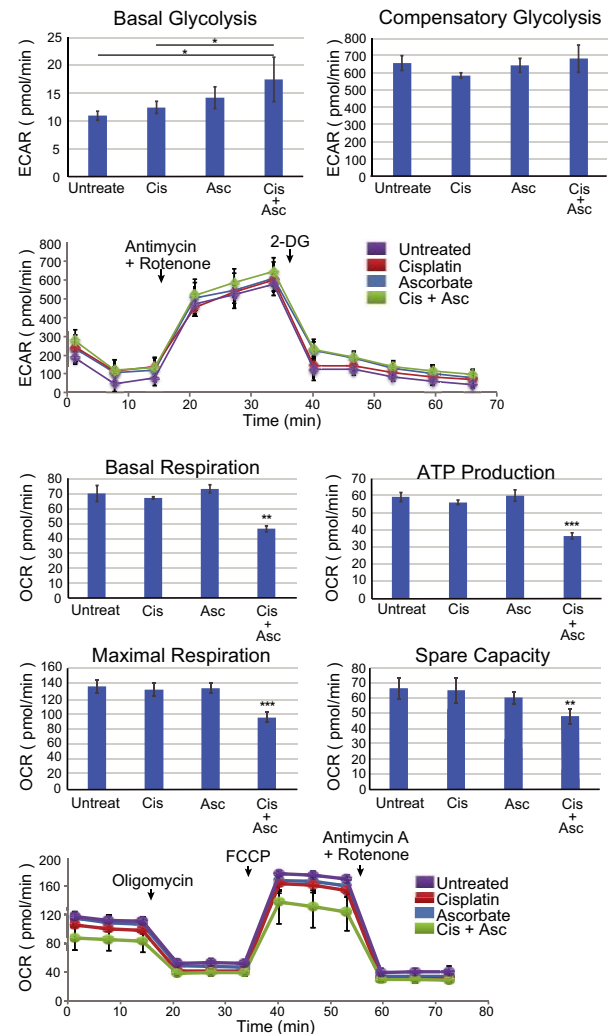 Basal Glycolysis
Compensatory Glycolysis
ECAR ( pmol/min)
25
20
15
10
5
0
*
*
Untreate
Cis
Asc
Cis
+
Asc
ECAR ( pmol/min)
800
700
600
500
400
300
200
100
0
Untreate
Cis
Asc
Cis
+
Asc
ECAR ( pmol/min)
700
600
500
400
300
200
100
0
Antimycin
+ Rotenone
2-DG
Untreated
Cisplatin
Ascorbate
Cis + Asc
0
10
20
30
40
50
60
70
Time (min)
Basal Respiration
ATP Production
OCR ( pmol/min)
80
70
60
50
40
30
20
10
0
**
Untreat
Cis
Asc
Cis
+
Asc
OCR ( pmol/min)
70
60
50
40
30
20
10
0
***
Untreat
Cis
Asc
Cis
+
Asc
Maximal Respiration
Spare Capacity
OCR ( pmol/min)
160
140
120
100
80
60
40
20
0
***
Untreat
Cis
Asc
Cis
+
Asc
OCR ( pmol/min)
80
70
60
50
40
30
20
10
0
**
Untreat
Cis
Asc
Cis
+
Asc
OCR ( pmol/min)
200
160
120
80
40
0
Oligomycin
FCCP
Antimycin A
+ Rotenone
Untreated
Cisplatin
Ascorbate
Cis + Asc
0
10
20
30
40
50
60
70
80
Time (min)